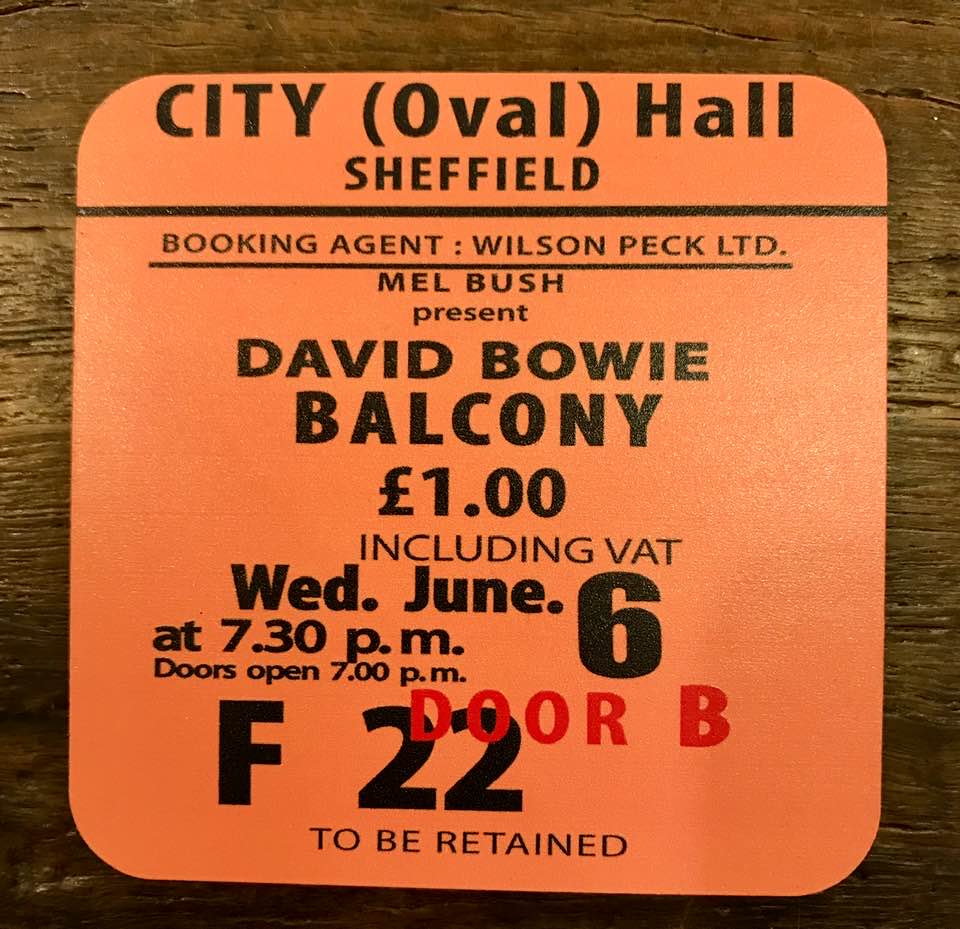 CITY (Oval) Hall
SHEFFIELD
BOOKING AGENT : WILSON PECK LTD.
MEL BUSH
present
DAVID BOWIE
BALCONY
£1.00
INCLUDING VAT
Wed. June. 6
at 7.30 p.m.
Doors open 7.00 p.m.
DOOR B
F 22
TO BE RETAINED